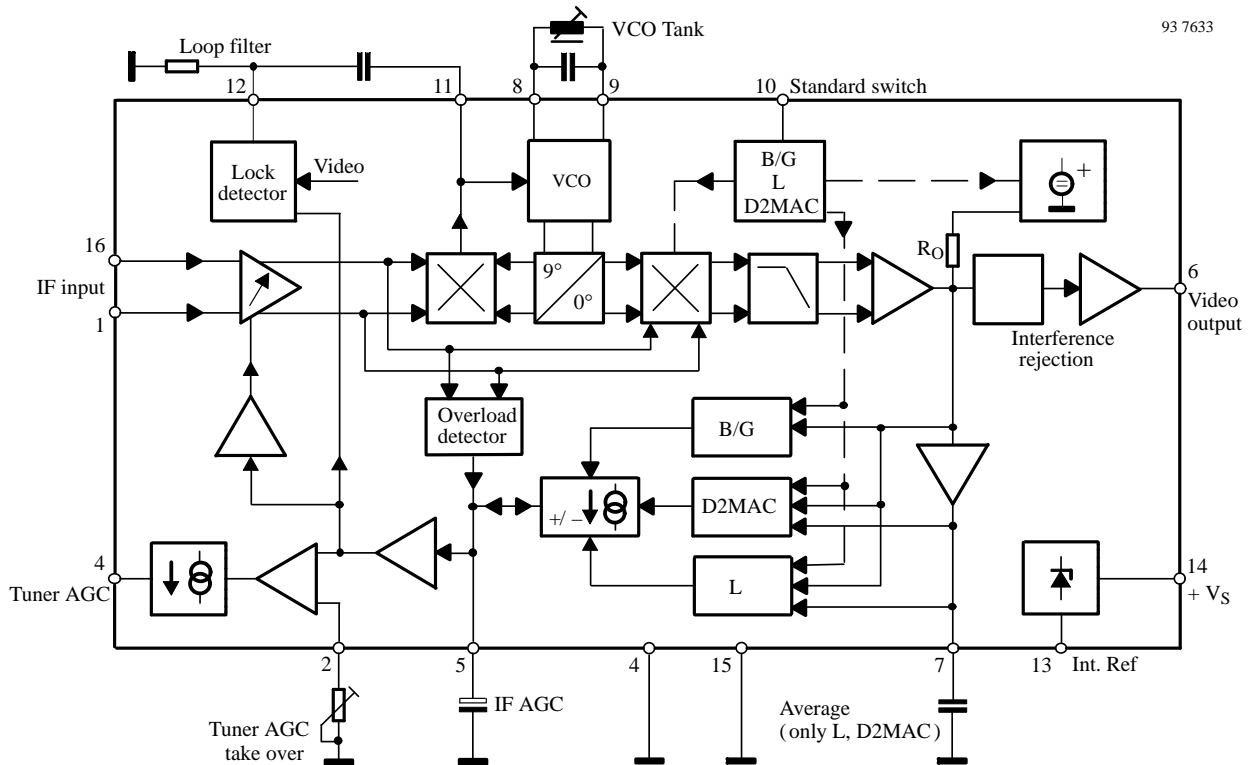 VCO Tank
93 7633
Loop filter
12
11
8
9
10 Standard switch
Lock
detector
Video
VCO
B/G
L
D2MAC
+
=
16
IF input
1
9°
0°
RO
6
Video
output
Interference
rejection
Overload
detector
B/G
+/ –
D2MAC
L
4
Tuner AGC
14
+ VS
2
5
4
15
7
13
Int. Ref
IF AGC
Tuner AGC
take over
Average
(only L, D2MAC)